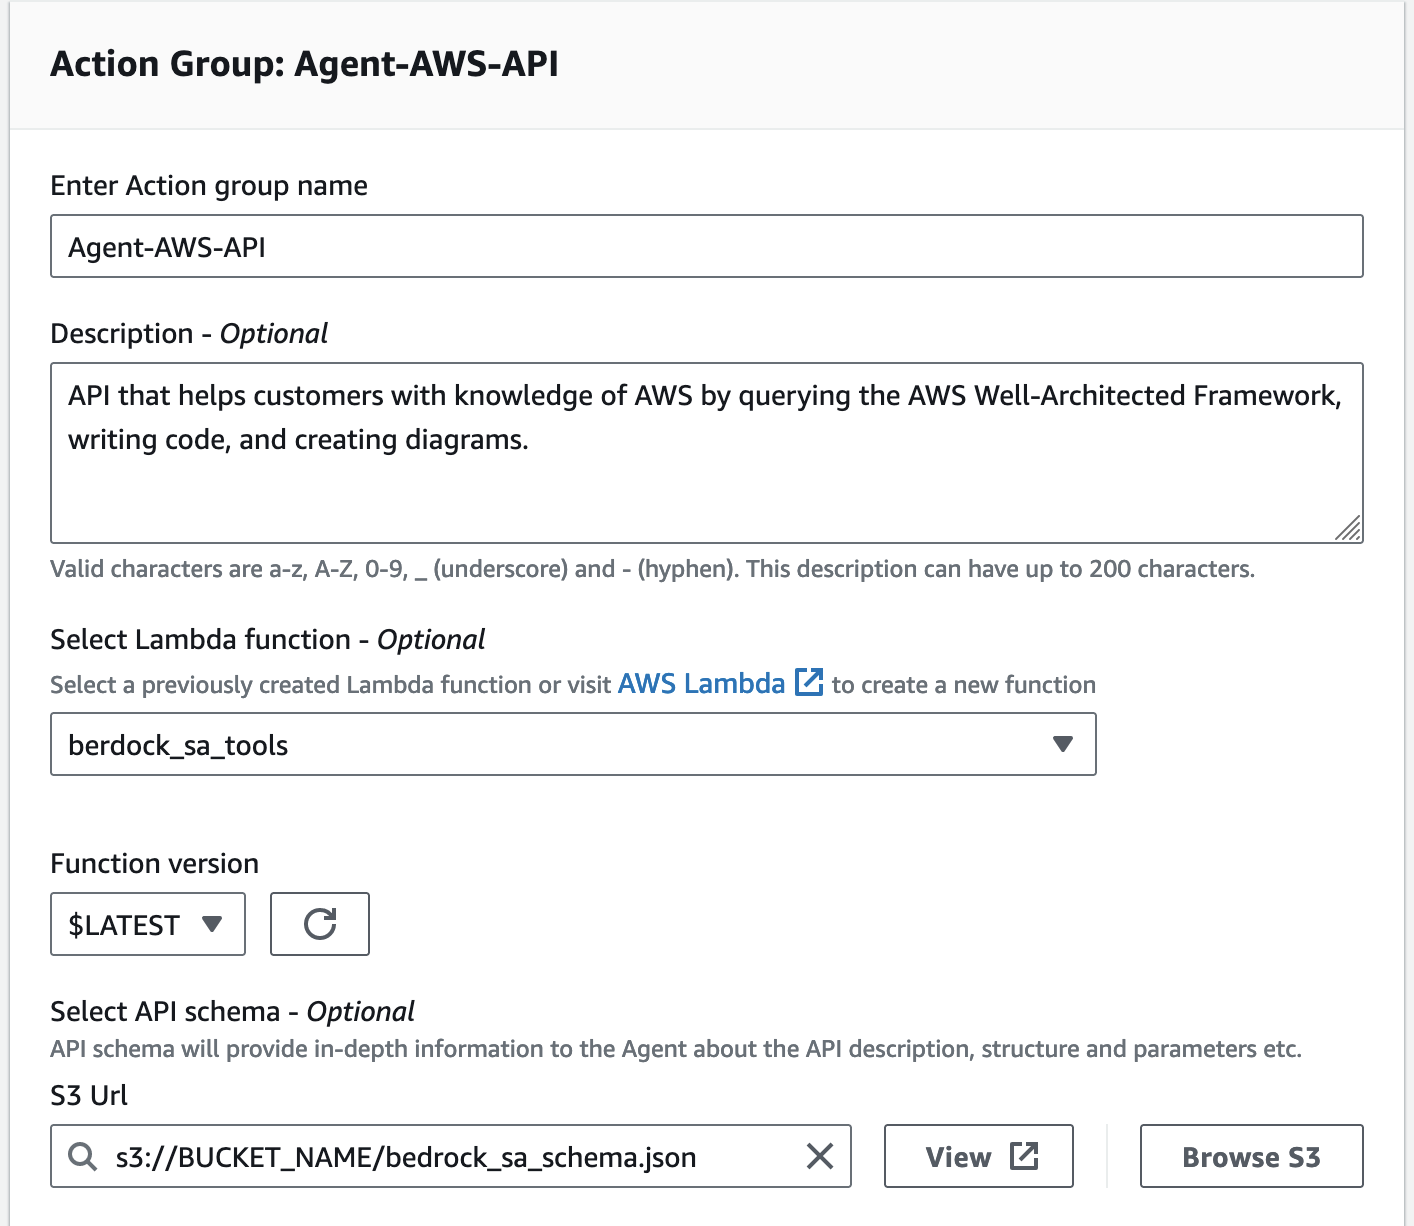 Action Group: Agent-AWS-API
Enter Action group name
Agent-AWS-API
Description - Optional
API that helps customers with knowledge of AWS by querying the AWS Well-Architected Framework,
writing code, and creating diagrams.
Valid characters are a-z, A-Z, 0-9, _ (underscore) and - (hyphen). This description can have up to 200 characters.
Select Lambda function - Optional
Select a previously created Lambda function or visit AWS Lambda to create a new function
berdock_sa_tools
Function version
$LATEST
Select API schema - Optional
API schema will provide in-depth information to the Agent about the API description, structure and parameters etc.
S3 Url
s3://BUCKET_NAME/bedrock_sa_schema.json View Browse S3